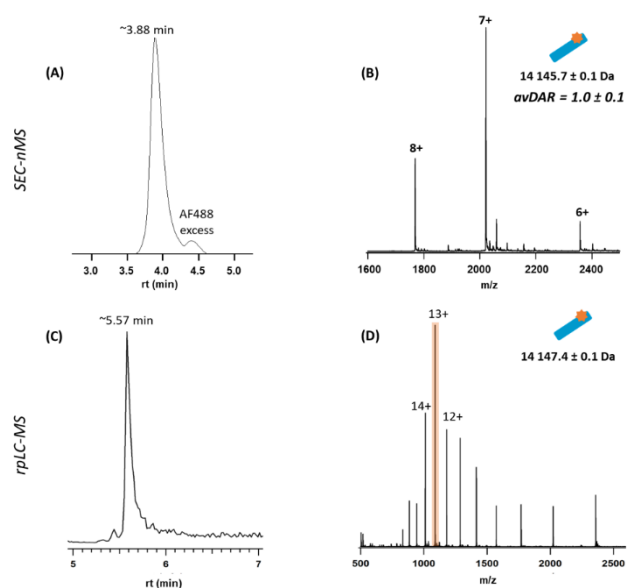 SEC-nMS
(A)
~3.88 min
AF488
excess
3.0 3.5 4.0 4.5 5.0
rt (min)
(B)
7+
8+
6+
14 145.7 ± 0.1 Da
avDAR = 1.0 ± 0.1
1600 1800 2000 2200 2400
m/z
rpLC-MS
(C)
~5.57 min
5 6 7
rt (min)
(D)
13+
14+
12+
14 147.4 ± 0.1 Da
500 1000 1500 2000 2500
m/z